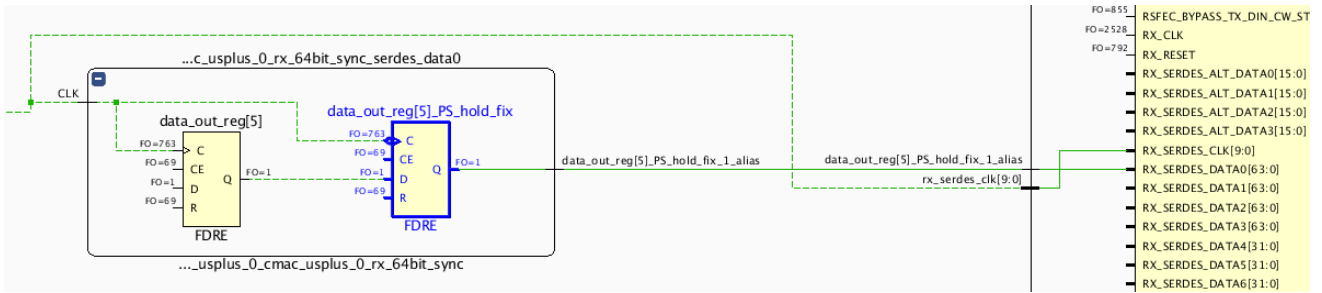 ...c_usplus_0_rx_64bit_sync_serdes_data0
CLK
data_out_reg[5]
FO=763
C
FO=69
CE
FO=1
D
FO=69
R
Q
FO=1
FDRE
data_out_reg[5]_PS_hold_fix
FO=763
C
FO=69
CE
FO=1
D
FO=69
R
Q
FO=1
FDRE
..._usplus_0_cmac_usplus_0_rx_64bit_sync
data_out_reg[5]_PS_hold_fix_1_alias
data_out_reg[5]_PS_hold_fix_1_alias
rx_serdes_clk[9:0]
FO=855
RSFEC_BYPASS_TX_DIN_CW_ST
FO=2528
RX_CLK
FO=792
RX_RESET
RX_SERDES_ALT_DATA0[15:0]
RX_SERDES_ALT_DATA1[15:0]
RX_SERDES_ALT_DATA2[15:0]
RX_SERDES_ALT_DATA3[15:0]
RX_SERDES_CLK[9:0]
RX_SERDES_DATA0[63:0]
RX_SERDES_DATA1[63:0]
RX_SERDES_DATA2[63:0]
RX_SERDES_DATA3[63:0]
RX_SERDES_DATA4[31:0]
RX_SERDES_DATA5[31:0]
RX_SERDES_DATA6[31:0]